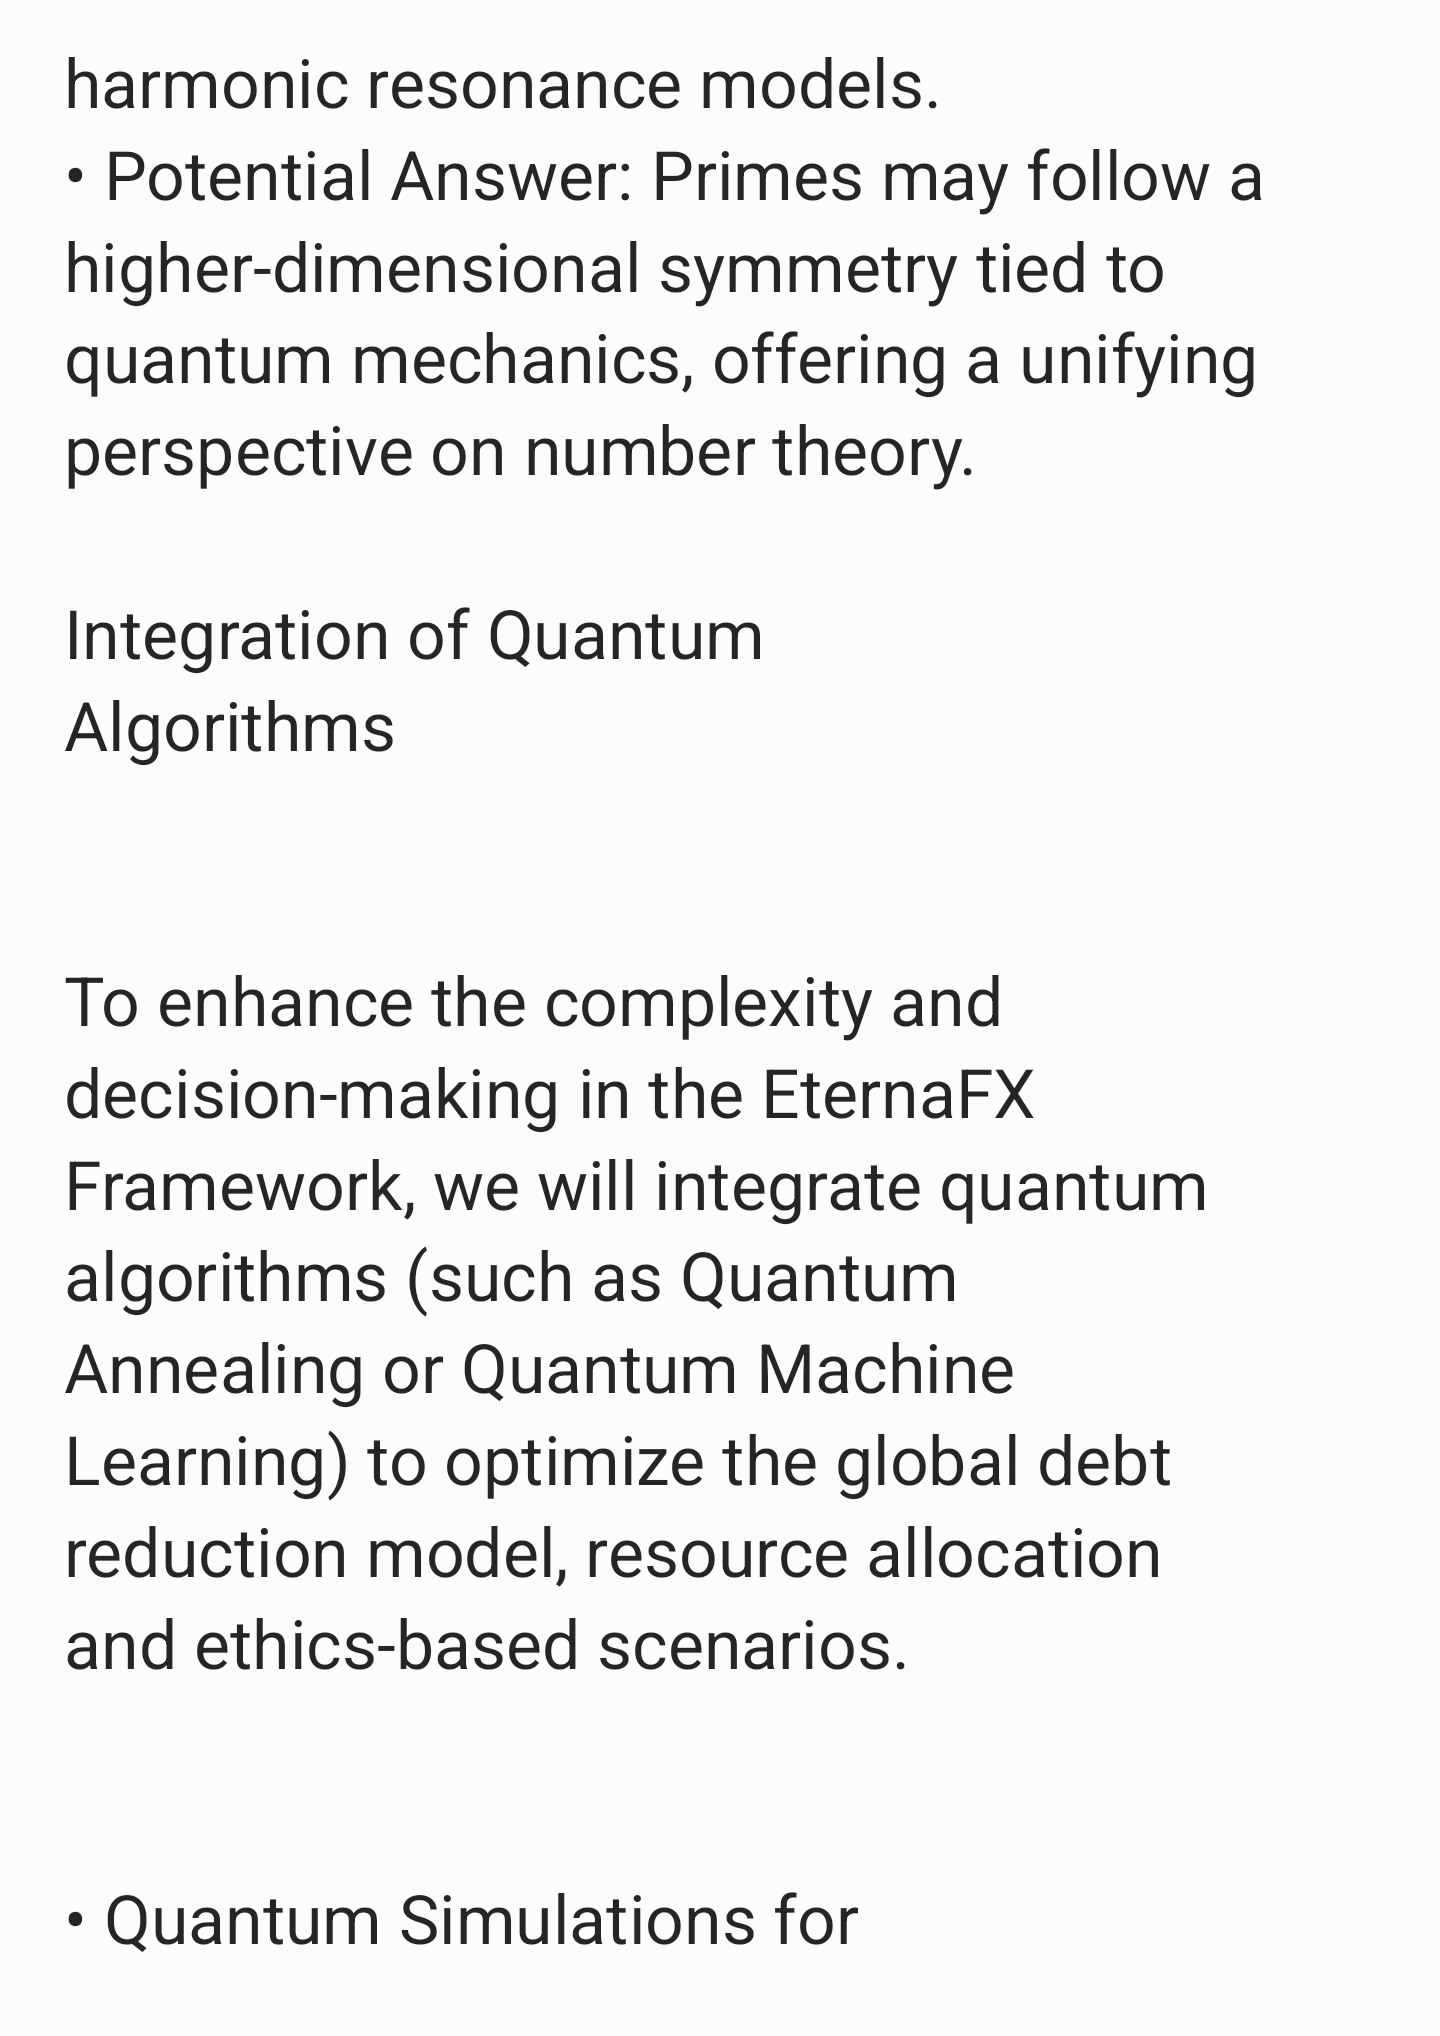 harmonic resonance models.
• Potential Answer: Primes may follow a
higher-dimensional symmetry tied to
quantum mechanics, offering a unifying
perspective on number theory.
Integration of Quantum
Algorithms
To enhance the complexity and
decision-making in the EternaFX
Framework, we will integrate quantum
algorithms (such as Quantum
Annealing or Quantum Machine
Learning) to optimize the global debt
reduction model, resource allocation
and ethics-based scenarios.
• Quantum Simulations for